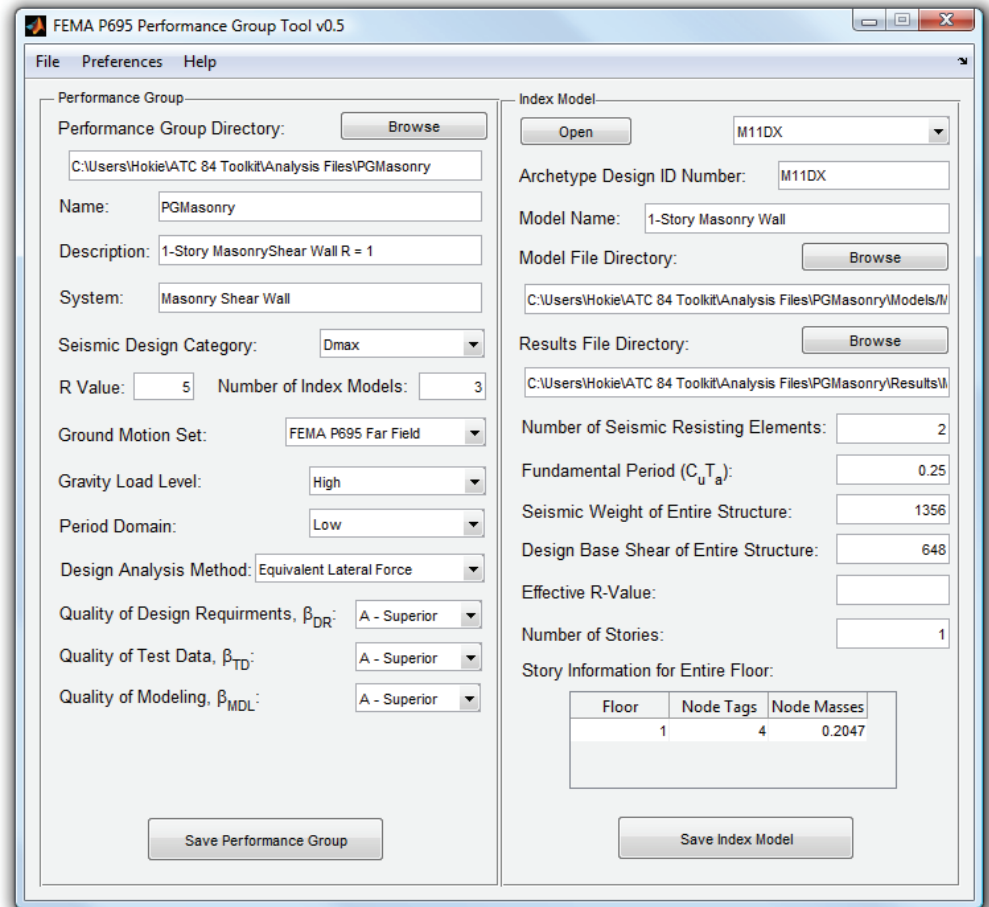 FEMA P695 Performance Group Tool v0.5
File Preferences Help
Performance Group
Performance Group Directory: Browse
C:\Users\Hokie\ATC 84 Toolkit\Analysis Files\PGMasonry
Name: PGMasonry
Description: 1-Story MasonryShear Wall R = 1
System: Masonry Shear Wall
Seismic Design Category: Dmax
R Value: 5 Number of Index Models: 3
Ground Motion Set: FEMA P695 Far Field
Gravity Load Level: High
Period Domain: Low
Design Analysis Method: Equivalent Lateral Force
Quality of Design Requirments, βDR: A - Superior
Quality of Test Data, βTD: A - Superior
Quality of Modeling, βMDL: A - Superior
Save Performance Group
Index Model
Open M11DX
Archetype Design ID Number: M11DX
Model Name: 1-Story Masonry Wall
Model File Directory: Browse
C:\Users\Hokie\ATC 84 Toolkit\Analysis Files\PGMasonry\Models/M
Results File Directory: Browse
C:\Users\Hokie\ATC 84 Toolkit\Analysis Files\PGMasonry\Results\
Number of Seismic Resisting Elements: 2
Fundamental Period (CuTa): 0.25
Seismic Weight of Entire Structure: 1356
Design Base Shear of Entire Structure: 648
Effective R-Value:
Number of Stories: 1
Story Information for Entire Floor:
Floor Node Tags Node Masses
1 4 0.2047
Save Index Model